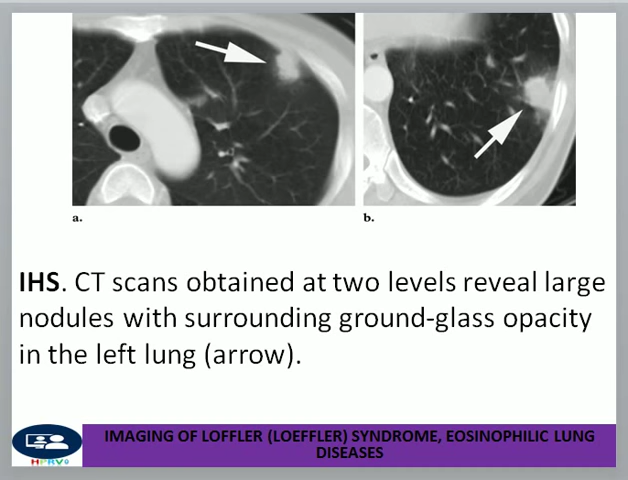 a.
b.
IHS. CT scans obtained at two levels reveal large
nodules with surrounding ground-glass opacity
in the left lung (arrow).
IMAGING OF LOFFLER (LOEFFLER) SYNDROME, EOSINOPHILIC LUNG
DISEASES